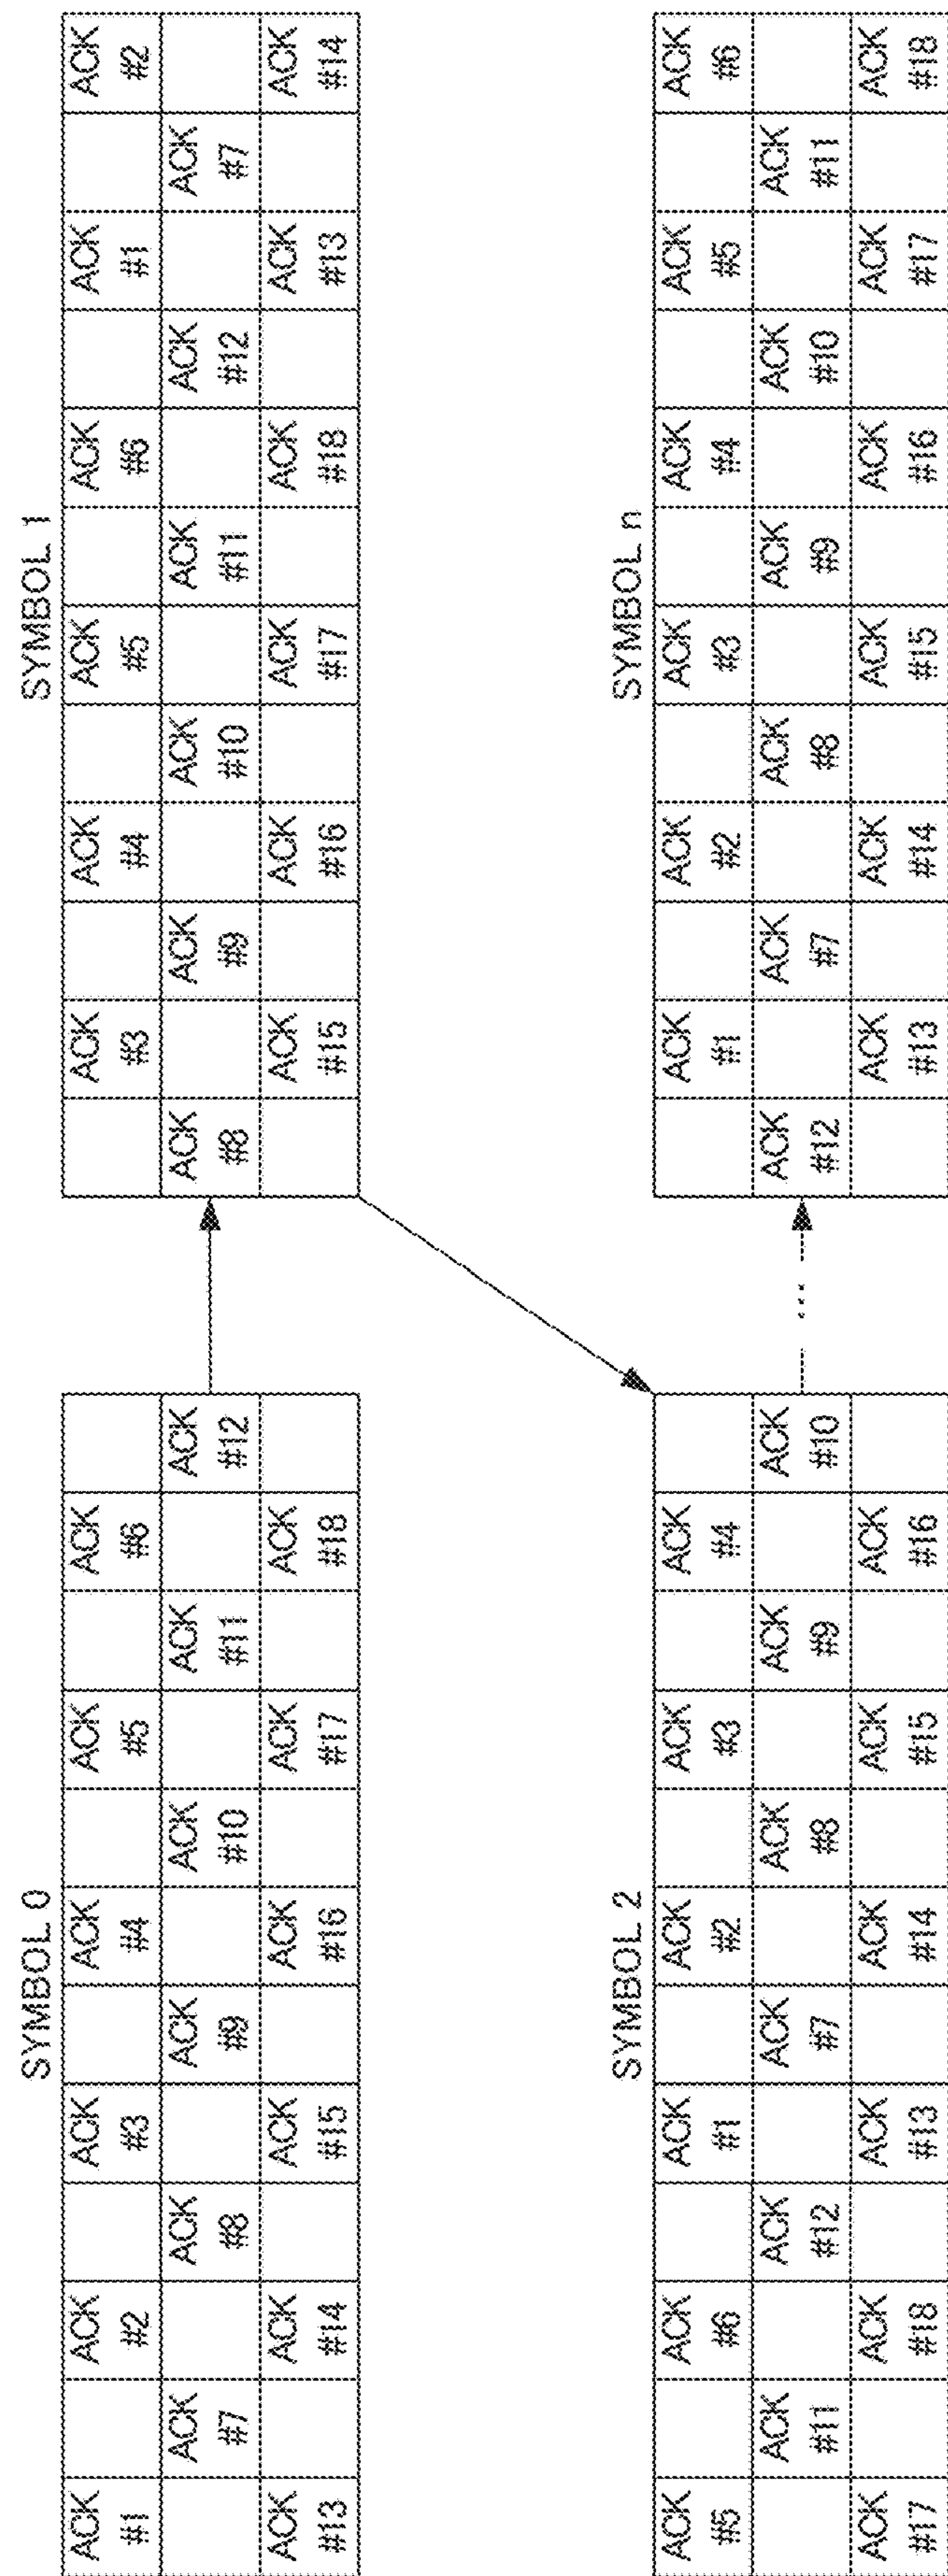 SYMBOL 0
ACK ACK ACK ACK ACK ACK
#1 #2 #3 #4 #5 #6
ACK ACK ACK ACK ACK ACK
#7 #8 #9 #10 #11 #12
ACK ACK ACK ACK ACK ACK
#13 #14 #15 #16 #17 #18
SYMBOL 1
ACK ACK ACK ACK ACK ACK
#3 #4 #5 #6 #1 #2
ACK ACK ACK ACK ACK ACK
#8 #9 #10 #11 #12 #7
ACK ACK ACK ACK ACK ACK
#15 #16 #17 #18 #13 #14
SYMBOL 2
ACK ACK ACK ACK ACK ACK
#5 #6 #1 #2 #3 #4
ACK ACK ACK ACK ACK ACK
#11 #12 #7 #8 #9 #10
ACK ACK ACK ACK ACK ACK
#17 #18 #13 #14 #15 #16
...
SYMBOL n
ACK ACK ACK ACK ACK ACK
#1 #2 #3 #4 #5 #6
ACK ACK ACK ACK ACK ACK
#12 #7 #8 #9 #10 #11
ACK ACK ACK ACK ACK ACK
#13 #14 #15 #16 #17 #18